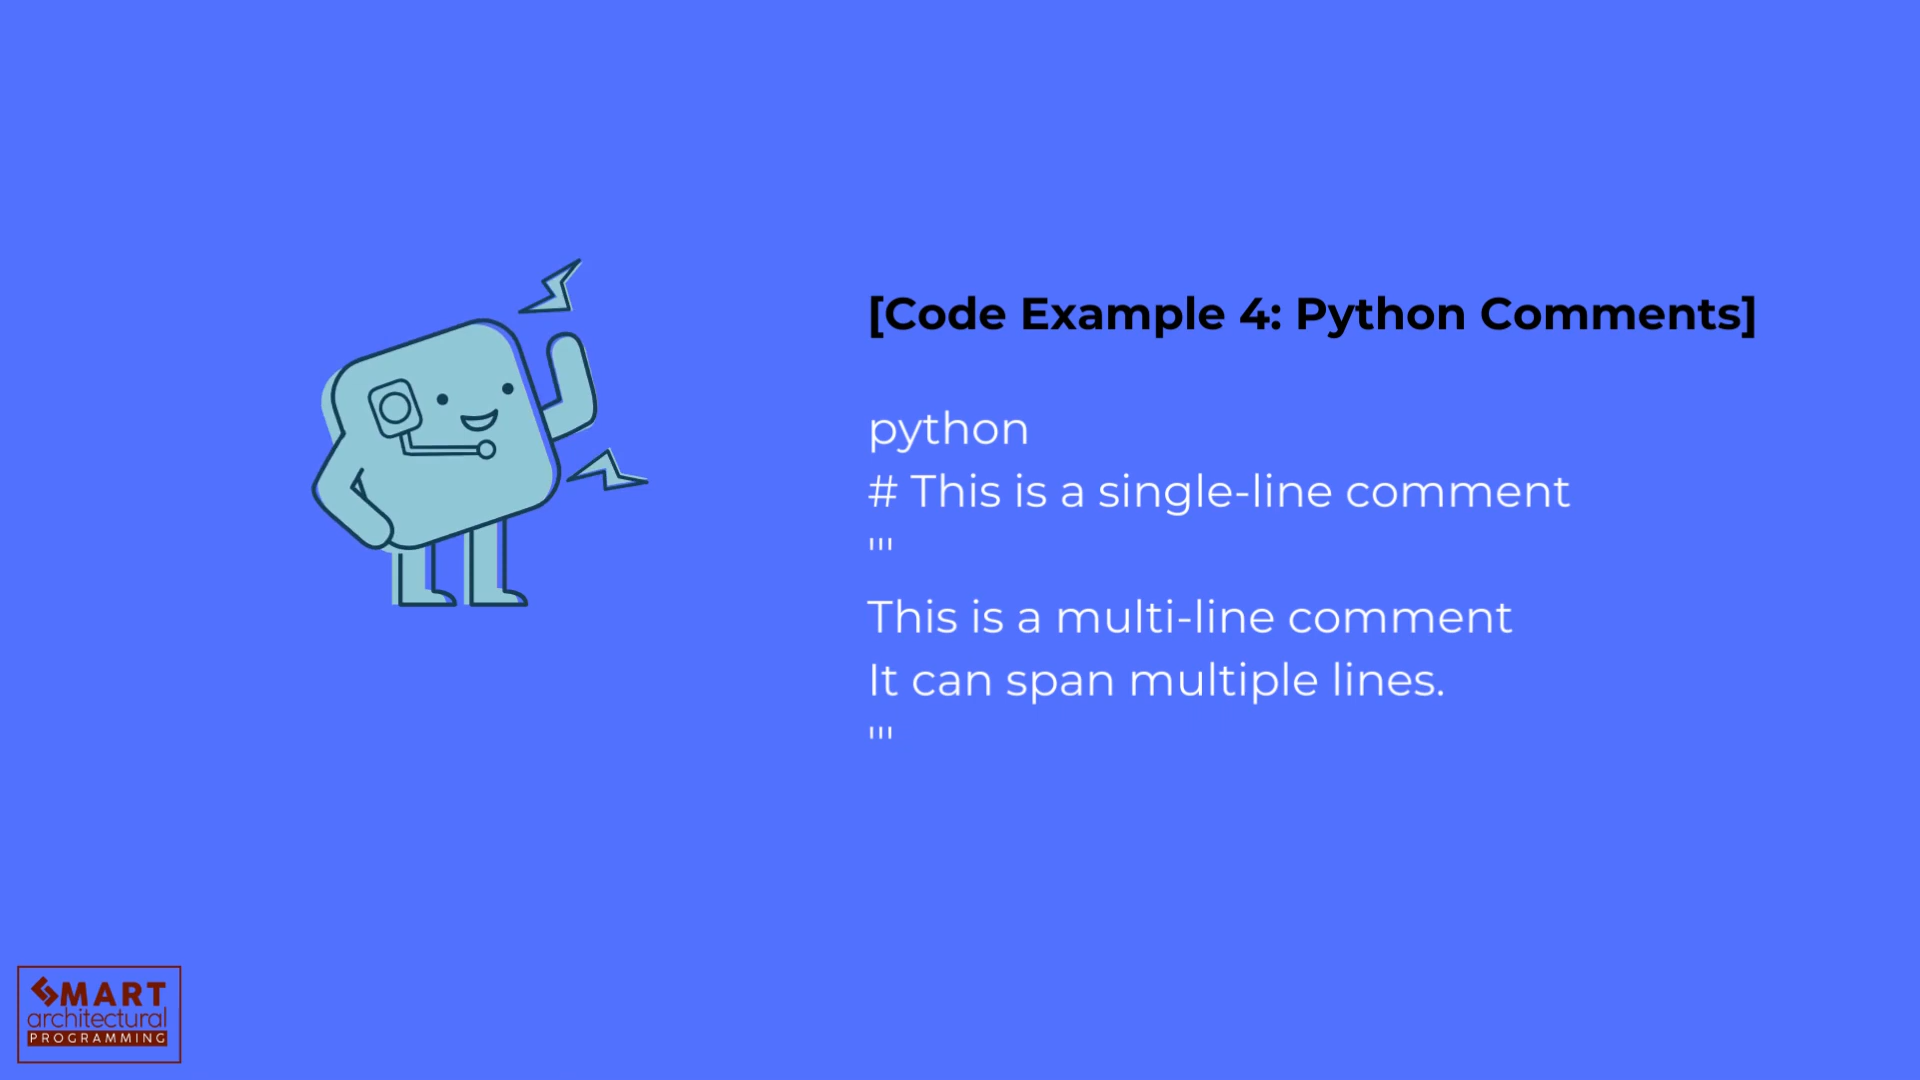 [Code Example 4: Python Comments]
python
# This is a single-line comment
'''
This is a multi-line comment
It can span multiple lines.
'''
SMART
architectural
PROGRAMMING